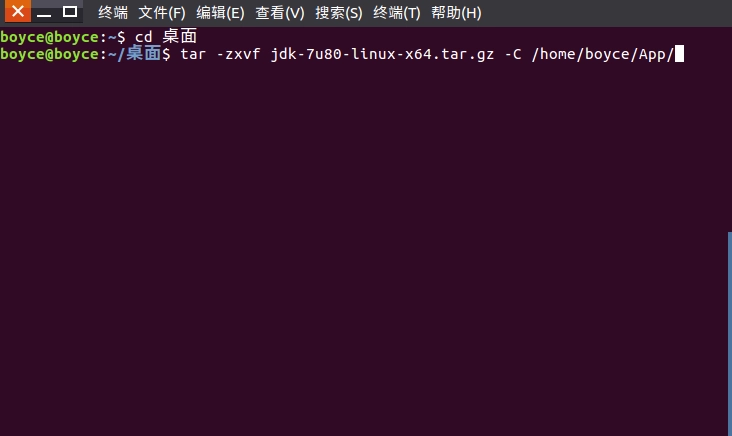 终端 文件(F) 编辑(E) 查看(V) 搜索(S) 终端(T) 帮助(H)
boyce@boyce:~$ cd 桌面
boyce@boyce:~/桌面$ tar -zxvf jdk-7u80-linux-x64.tar.gz -C /home/boyce/App/